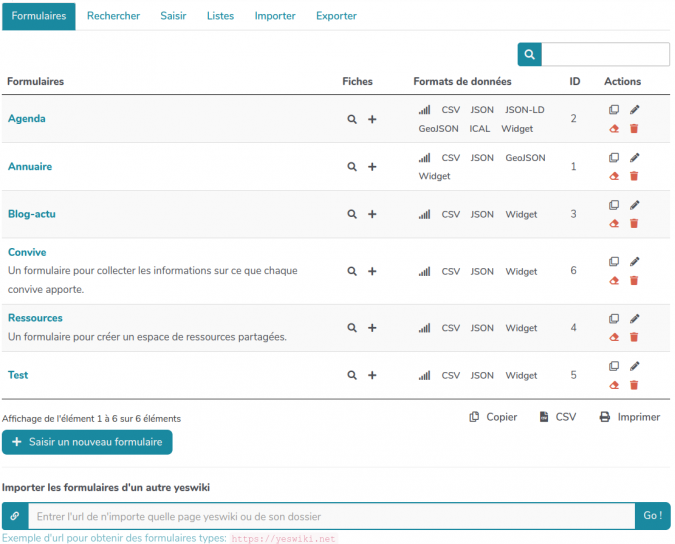 Formulaires Rechercher Saisir Listes Importer Exporter
Formulaires Fiches Formats de données ID Actions
Agenda CSV JSON JSON-LD 2
GeoJSON ICAL Widget
Annuaire CSV JSON GeoJSON 1
Widget
Blog-actu CSV JSON Widget 3
Convive
Un formulaire pour collecter les informations sur ce que chaque CSV JSON Widget 6
convive apporte.
Ressources
Un formulaire pour créer un espace de ressources partagées. CSV JSON Widget 4
Test CSV JSON Widget 5
Affichage de l'élément 1 à 6 sur 6 éléments Copier CSV Imprimer
Saisir un nouveau formulaire
Importer les formulaires d'un autre yeswiki
Entrer l'url de n'importe quelle page yeswiki ou de son dossier Go !
Exemple d'url pour obtenir des formulaires types: https://yeswiki.net